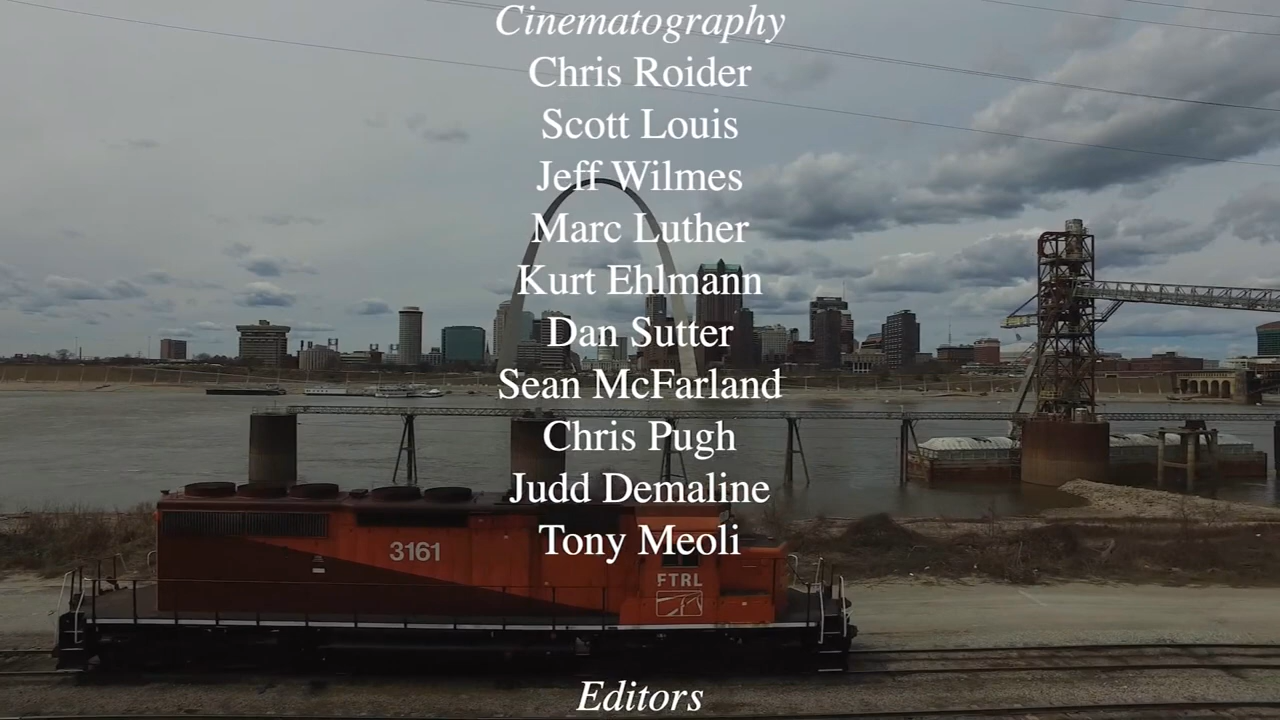 Cinematography
Chris Roider
Scott Louis
Jeff Wilmes
Marc Luther
Kurt Ehlmann
Dan Sutter
Sean McFarland
Chris Pugh
Judd Demaline
Tony Meoli
3161
FTRL
Editors